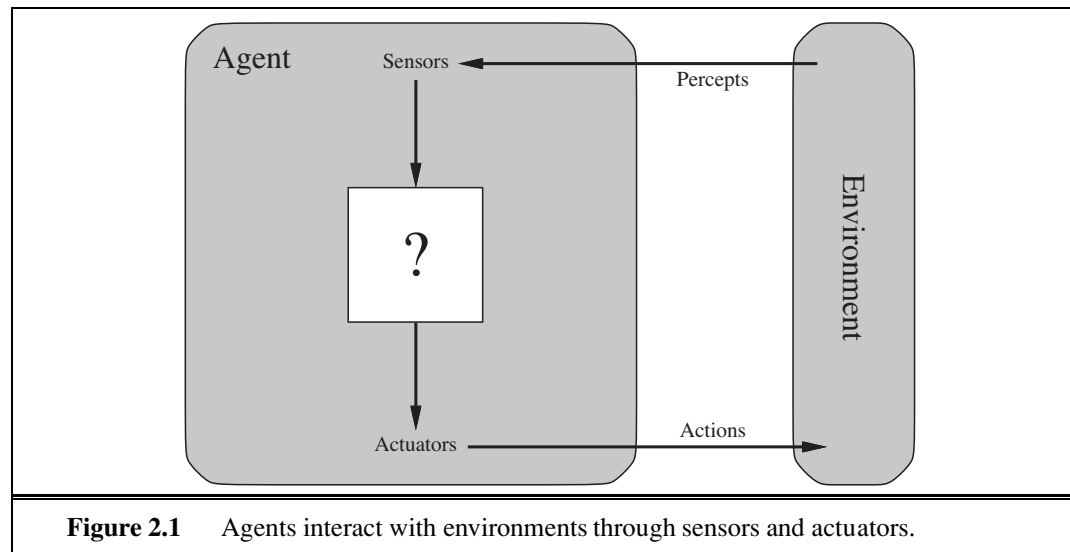 Agent
Sensors
Percepts
Environment
?
Actuators
Actions
Figure 2.1 Agents interact with environments through sensors and actuators.